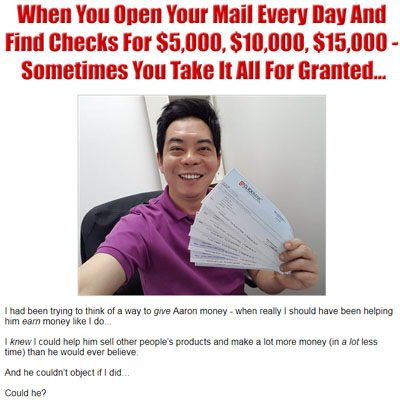 When You Open Your Mail Every Day And
Find Checks For $5,000, $10,000, $15,000 -
Sometimes You Take It All For Granted...
I had been trying to think of a way to give Aaron money - when really I should have been helping
him earn money like I do...
I knew I could help him sell other people's products and make a lot more money (in a lot less
time) than he would ever believe.
And he couldn't object if I did...
Could he?